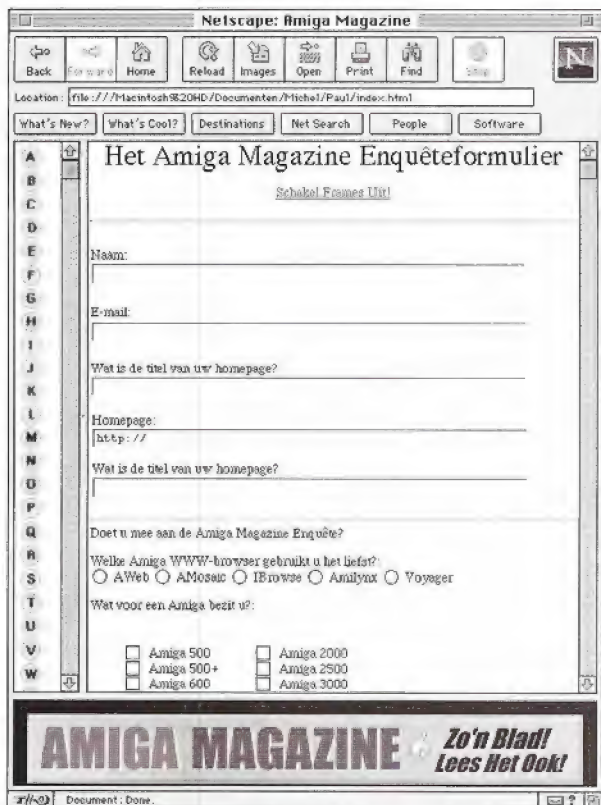 Netscape: Amiga Magazine
Back Forward Home Reload Images Open Print Find Stop
N
Location: file:///Macintosh%20HD/Documenten/Michel/Paul/index.html
What's New? What's Cool? Destinations Net Search People Software
A
B
C
D
E
F
G
H
I
J
K
L
M
N
O
P
Q
R
S
T
U
V
W
Het Amiga Magazine Enquêteformulier
Schakel Frames Uit!
Naam:
E-mail:
Wat is de titel van uw homepage?
Homepage:
http://
Wat is de titel van uw homepage?
Doet u mee aan de Amiga Magazine Enquête?
Welke Amiga WWW-browser gebruikt u het liefst?:
AWeb AMosaic IBrowse Amilynx Voyager
Wat voor een Amiga bezit u?:
Amiga 500 Amiga 2000
Amiga 500+ Amiga 2500
Amiga 600 Amiga 3000
AMIGA MAGAZINE
Zo'n Blad!
Lees Het Ook!
Document: Done.
?